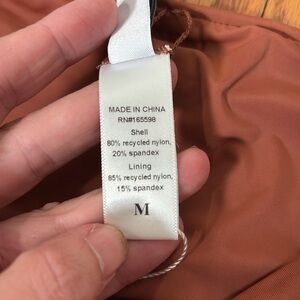 MADE IN CHINA
RN#165598
Shell
80% recycled nylon,
20% spandex
Lining
85% recycled nylon,
15% spandex
M